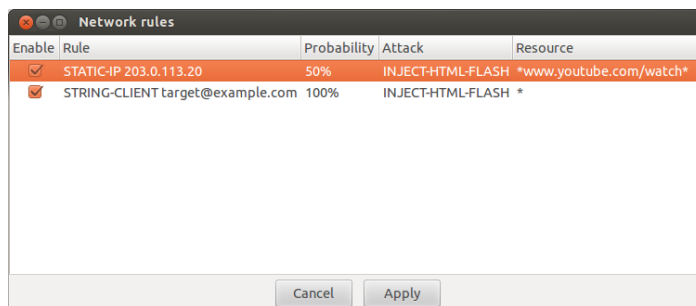 Network rules
Enable Rule Probability Attack Resource
STATIC-IP 203.0.113.20 50% INJECT-HTML-FLASH *www.youtube.com/watch*
STRING-CLIENT target@example.com 100% INJECT-HTML-FLASH *
Cancel Apply